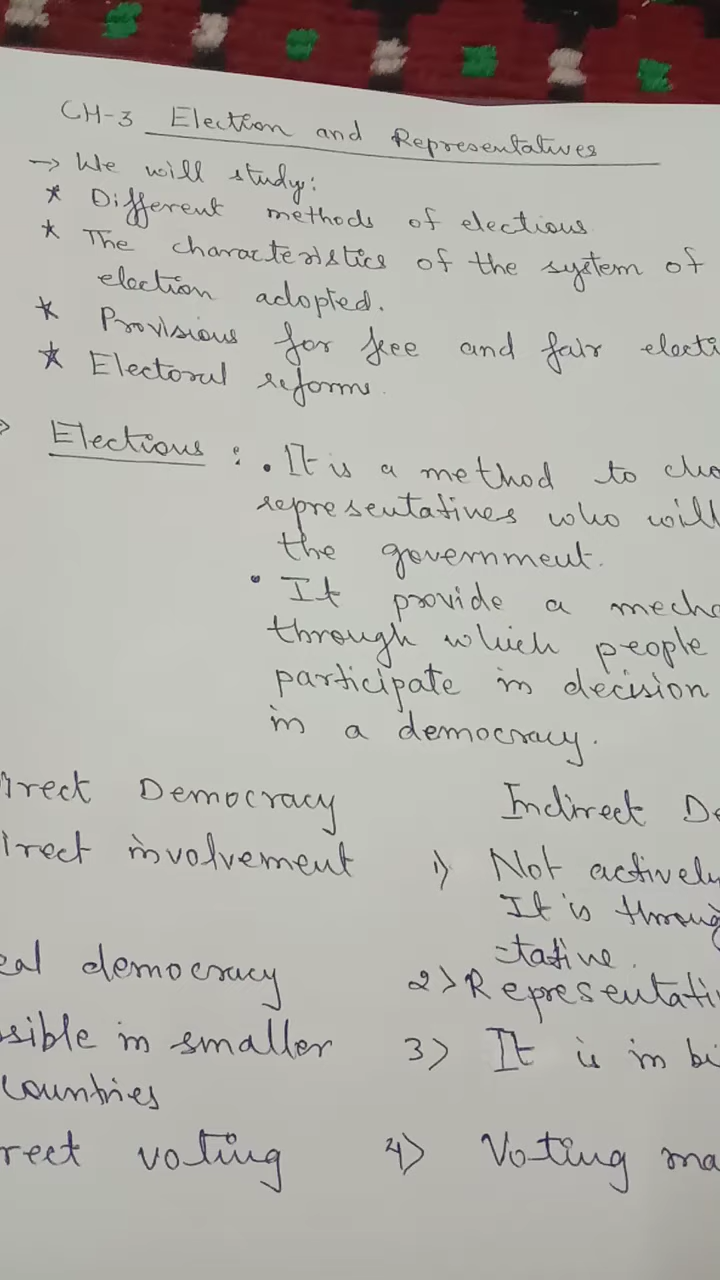 CH-3 Election and Representatives
→ We will study:
* Different methods of elections
* The characteristics of the system of
election adopted.
* Provisions for free and fair electi
* Electoral reforms.
Elections : • It is a method to cho
representatives who will
the government.
• It provide a mecha
through which people
participate in decision
in a democracy.
irect Democracy Indirect De
irect involvement 1) Not actively
It is throug
-tative.
eal democracy 2> Representati
sible in smaller 3> It is in bi
countries
rect voting 4> Voting ma